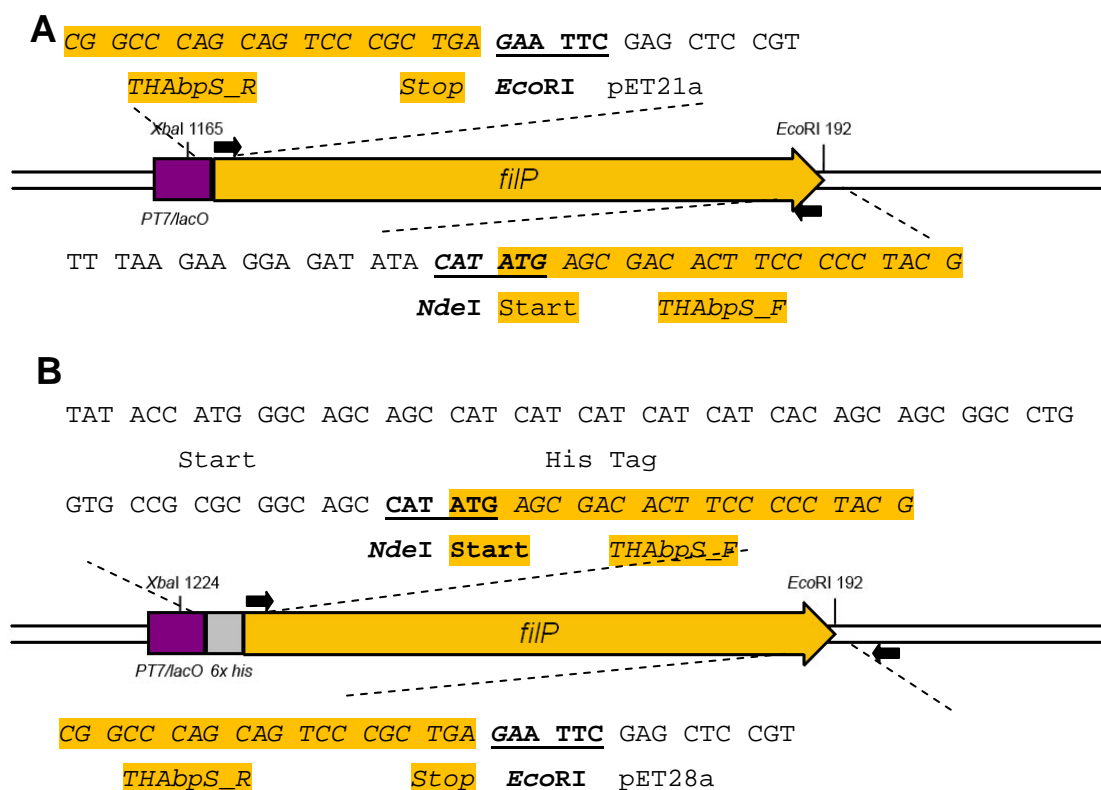 A CG GCC CAG CAG TCC CGC TGA GAA TTC GAG CTC CGT
THAbpS_R Stop EcoRI pET21a
XbaI 1165 EcoRI 192
filP
PT7/lacO
TT TAA GAA GGA GAT ATA CAT ATG AGC GAC ACT TCC CCC TAC G
NdeI Start THAbpS_F
B
TAT ACC ATG GGC AGC AGC CAT CAT CAT CAT CAT CAC AGC AGC GGC CTG
Start His Tag
GTG CCG CGC GGC AGC CAT ATG AGC GAC ACT TCC CCC TAC G
NdeI Start THAbpS_F
XbaI 1224 EcoRI 192
filP
PT7/lacO 6x his
CG GCC CAG CAG TCC CGC TGA GAA TTC GAG CTC CGT
THAbpS_R Stop EcoRI pET28a